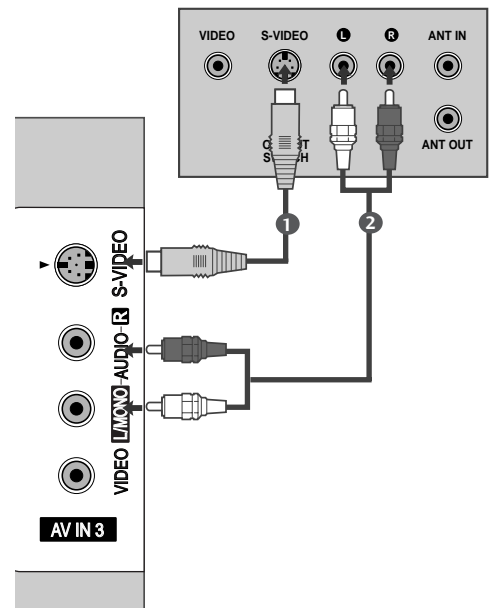 VIDEO S-VIDEO L R ANT IN
ANT OUT
1 2
S-VIDEO
AUDIO R
L/MONO
VIDEO
AV IN 3